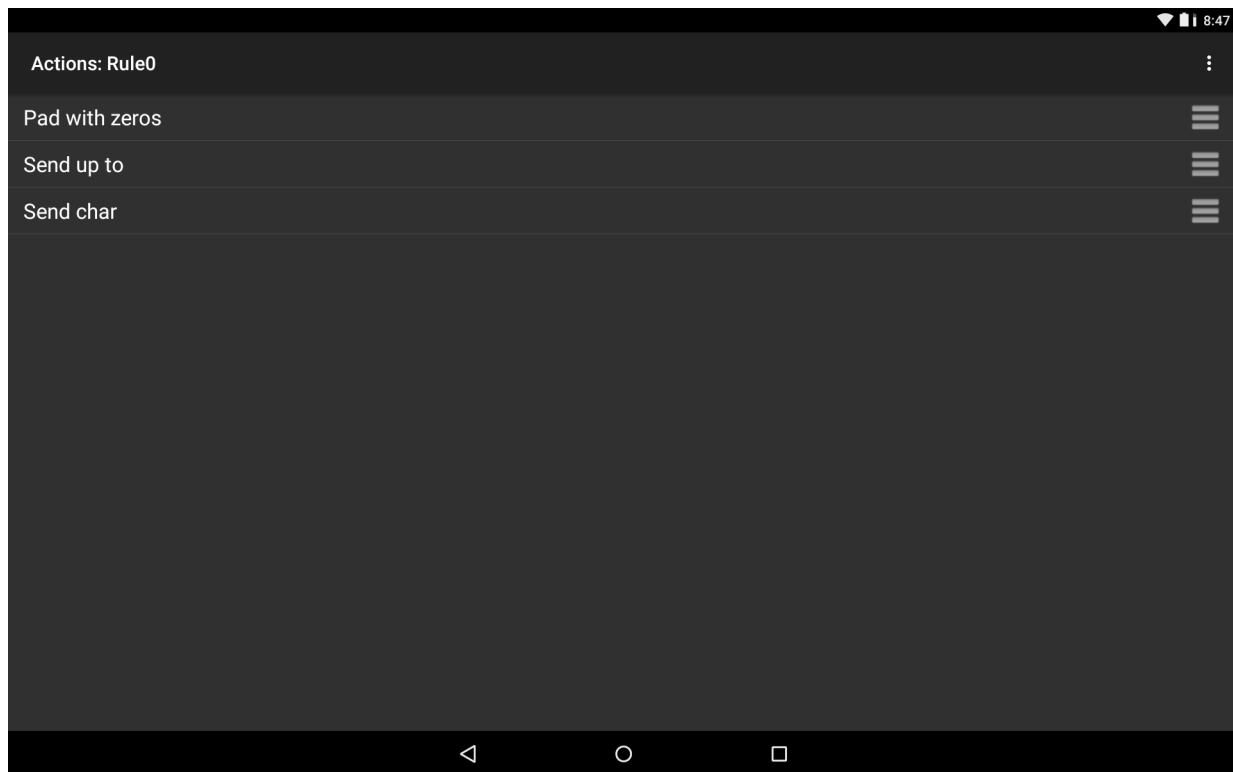 8:47
Actions: Rule0
Pad with zeros
Send up to
Send char